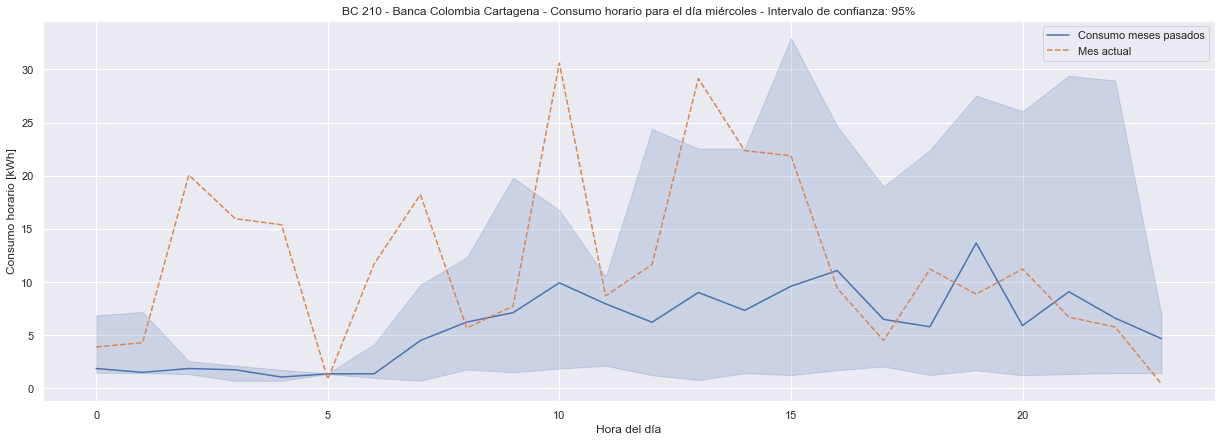 BC 210 - Banca Colombia Cartagena - Consumo horario para el día miércoles - Intervalo de confianza: 95%
Consumo meses pasados
Mes actual
Consumo horario [kWh]
30
25
20
15
10
5
0
0 5 10 15 20
Hora del día